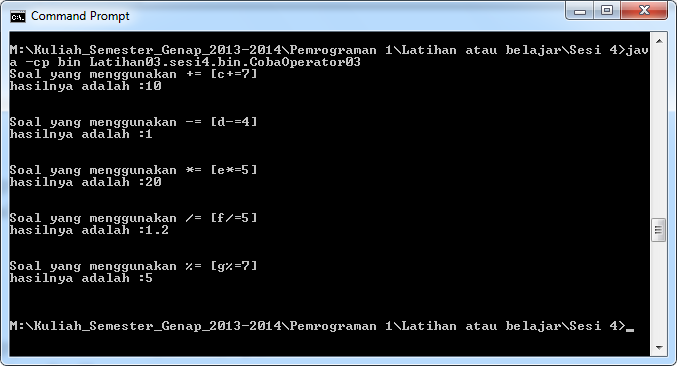 Command Prompt
M:\Kuliah_Semester_Genap_2013-2014\Pemrograman 1\Latihan atau belajar\Sesi 4>jav
a -cp bin Latihan03.sesi4.bin.CobaOperator03
Soal yang menggunakan += [c+=7]
hasilnya adalah :10
Soal yang menggunakan -= [d-=4]
hasilnya adalah :1
Soal yang menggunakan *= [e*=5]
hasilnya adalah :20
Soal yang menggunakan /= [f/=5]
hasilnya adalah :1.2
Soal yang menggunakan %= [g%=7]
hasilnya adalah :5
M:\Kuliah_Semester_Genap_2013-2014\Pemrograman 1\Latihan atau belajar\Sesi 4>_